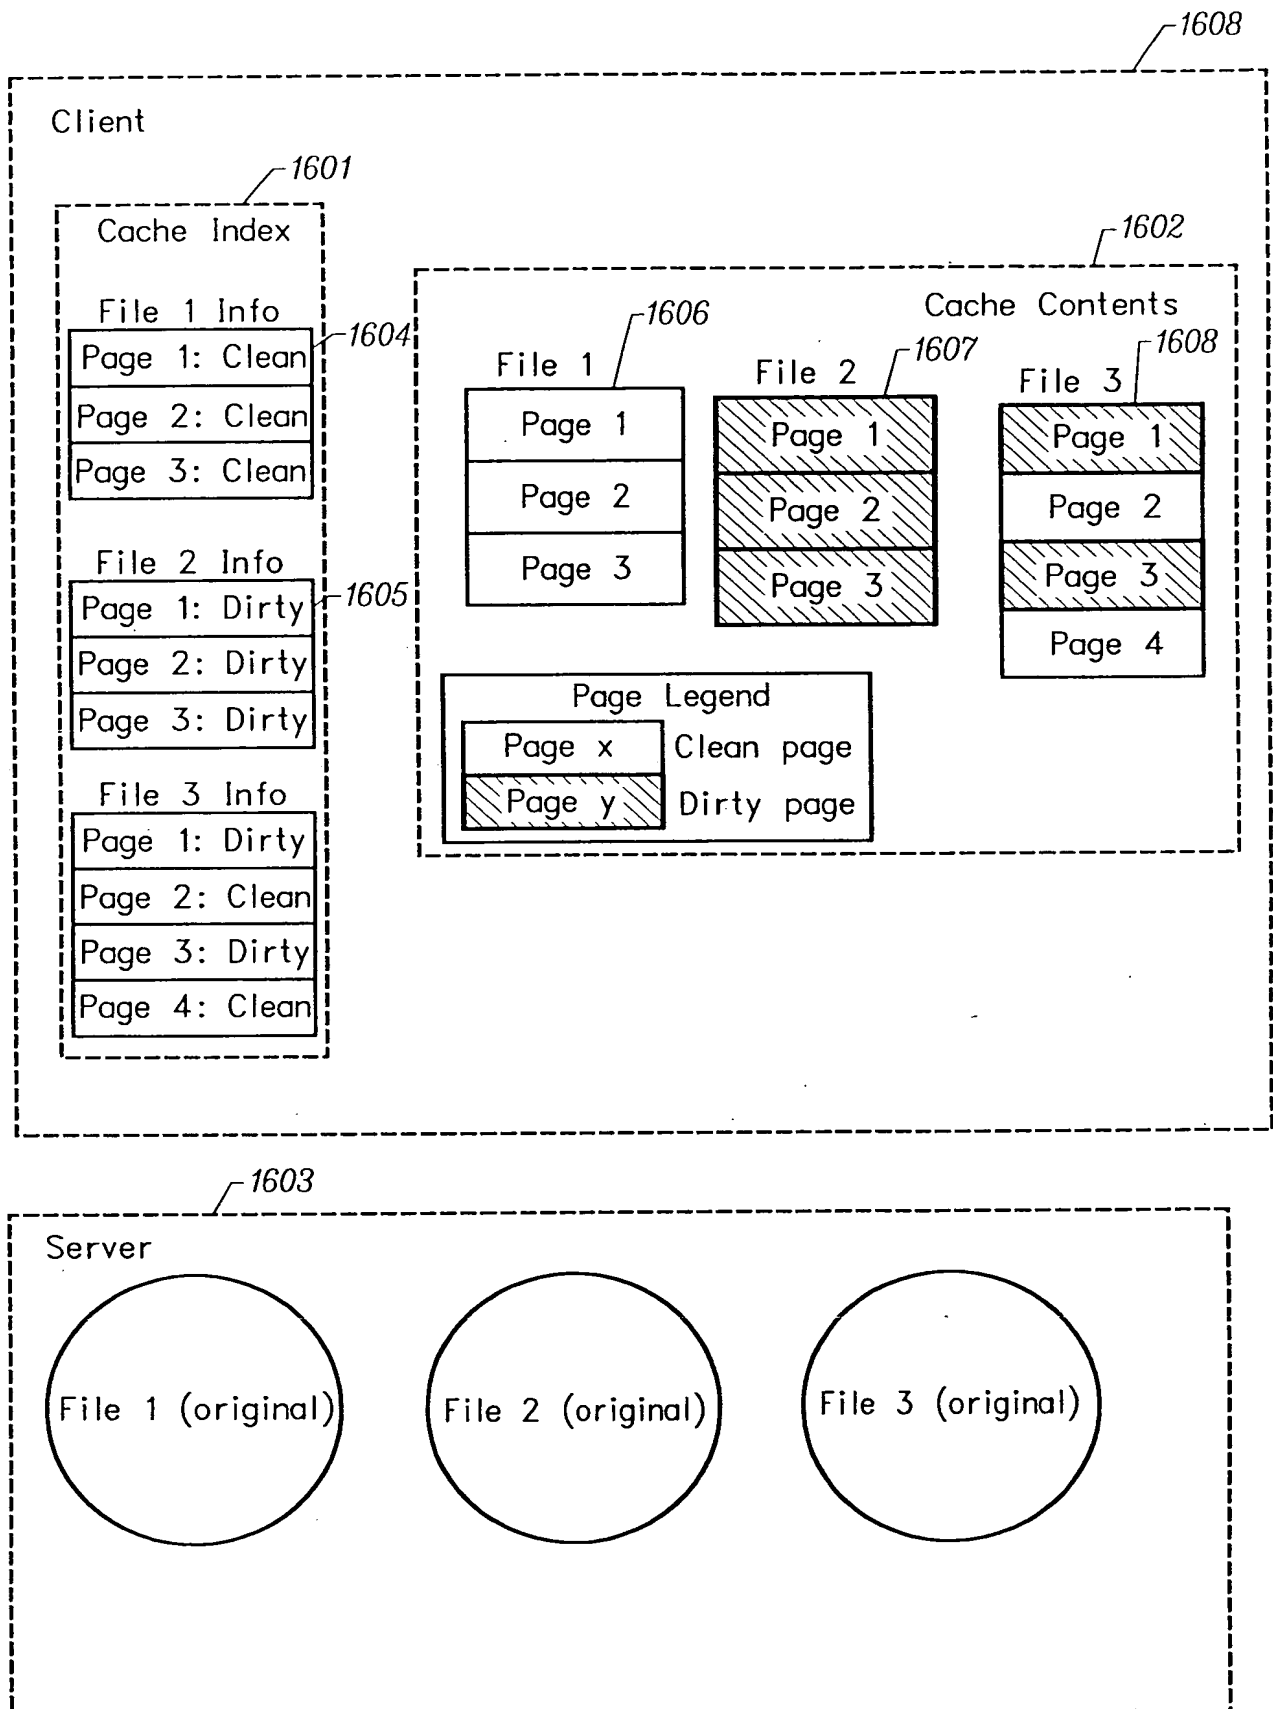 1608
Client
1601
Cache Index
File 1 Info
1604
Page 1: Clean
Page 2: Clean
Page 3: Clean
File 2 Info
1605
Page 1: Dirty
Page 2: Dirty
Page 3: Dirty
File 3 Info
Page 1: Dirty
Page 2: Clean
Page 3: Dirty
Page 4: Clean
1602
Cache Contents
1606
File 1
Page 1
Page 2
Page 3
1607
File 2
Page 1
Page 2
Page 3
1608
File 3
Page 1
Page 2
Page 3
Page 4
Page Legend
Page x Clean page
Page y Dirty page
1603
Server
File 1 (original)
File 2 (original)
File 3 (original)